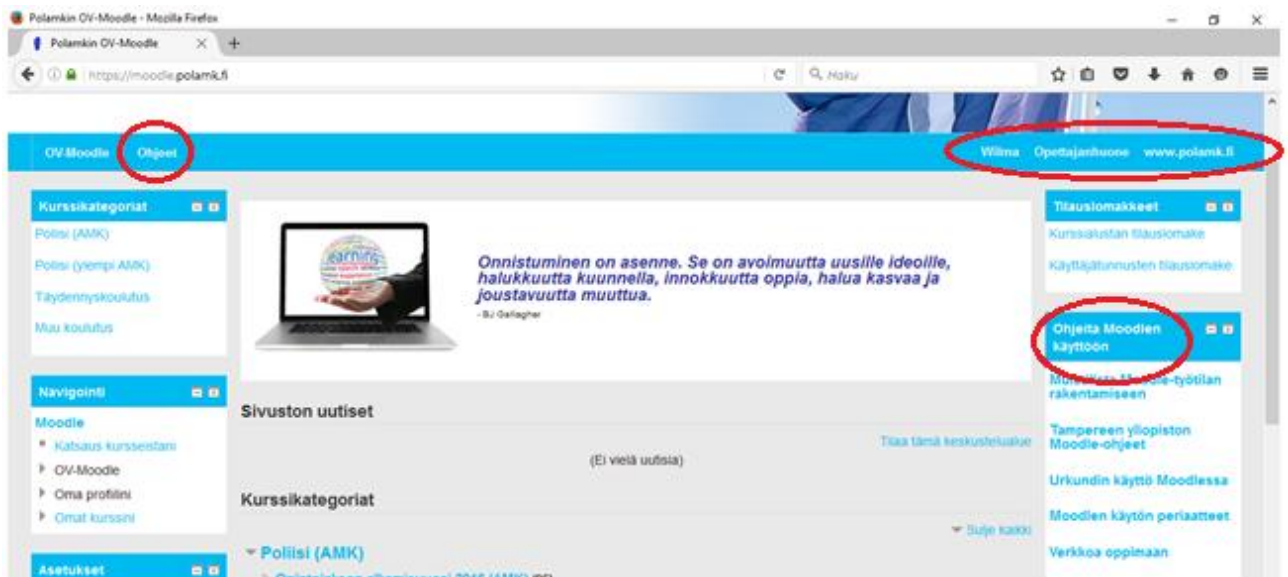 Polamkin OV-Moodle - Mozilla Firefox
Polamkin OV-Moodle
https://moodle.polamk.fi
Haku
OV-Moodle
Ohjeet
Wilma Opettajanhuone www.polamk.fi
Kurssikategoriat
Poliisi (AMK)
Poliisi (ylempi AMK)
Täydennyskoulutus
Muu koulutus
Navigointi
Moodle
Katsaus kursseistani
OV-Moodle
Oma profiilini
Omat kurssini
Asetukset
learning
Onnistuminen on asenne. Se on avoimuutta uusille ideoille,
halukkuutta kuunnella, innokkuutta oppia, halua kasvaa ja
joustavuutta muuttua.
- BJ Gallagher
Sivuston uutiset
Tilaa tämä keskustelualue
(Ei vielä uutisia)
Kurssikategoriat
Sulje kaikki
Poliisi (AMK)
2016 (AMK)
Tilauslomakkeet
Kurssialustan tilauslomake
Käyttäjätunnusten tilauslomake
Ohjeita Moodlen
käyttöön
Moodle-työtilan
rakentamiseen
Tampereen yliopiston
Moodle-ohjeet
Urkundin käyttö Moodlessa
Moodlen käytön periaatteet
Verkkoa oppimaan